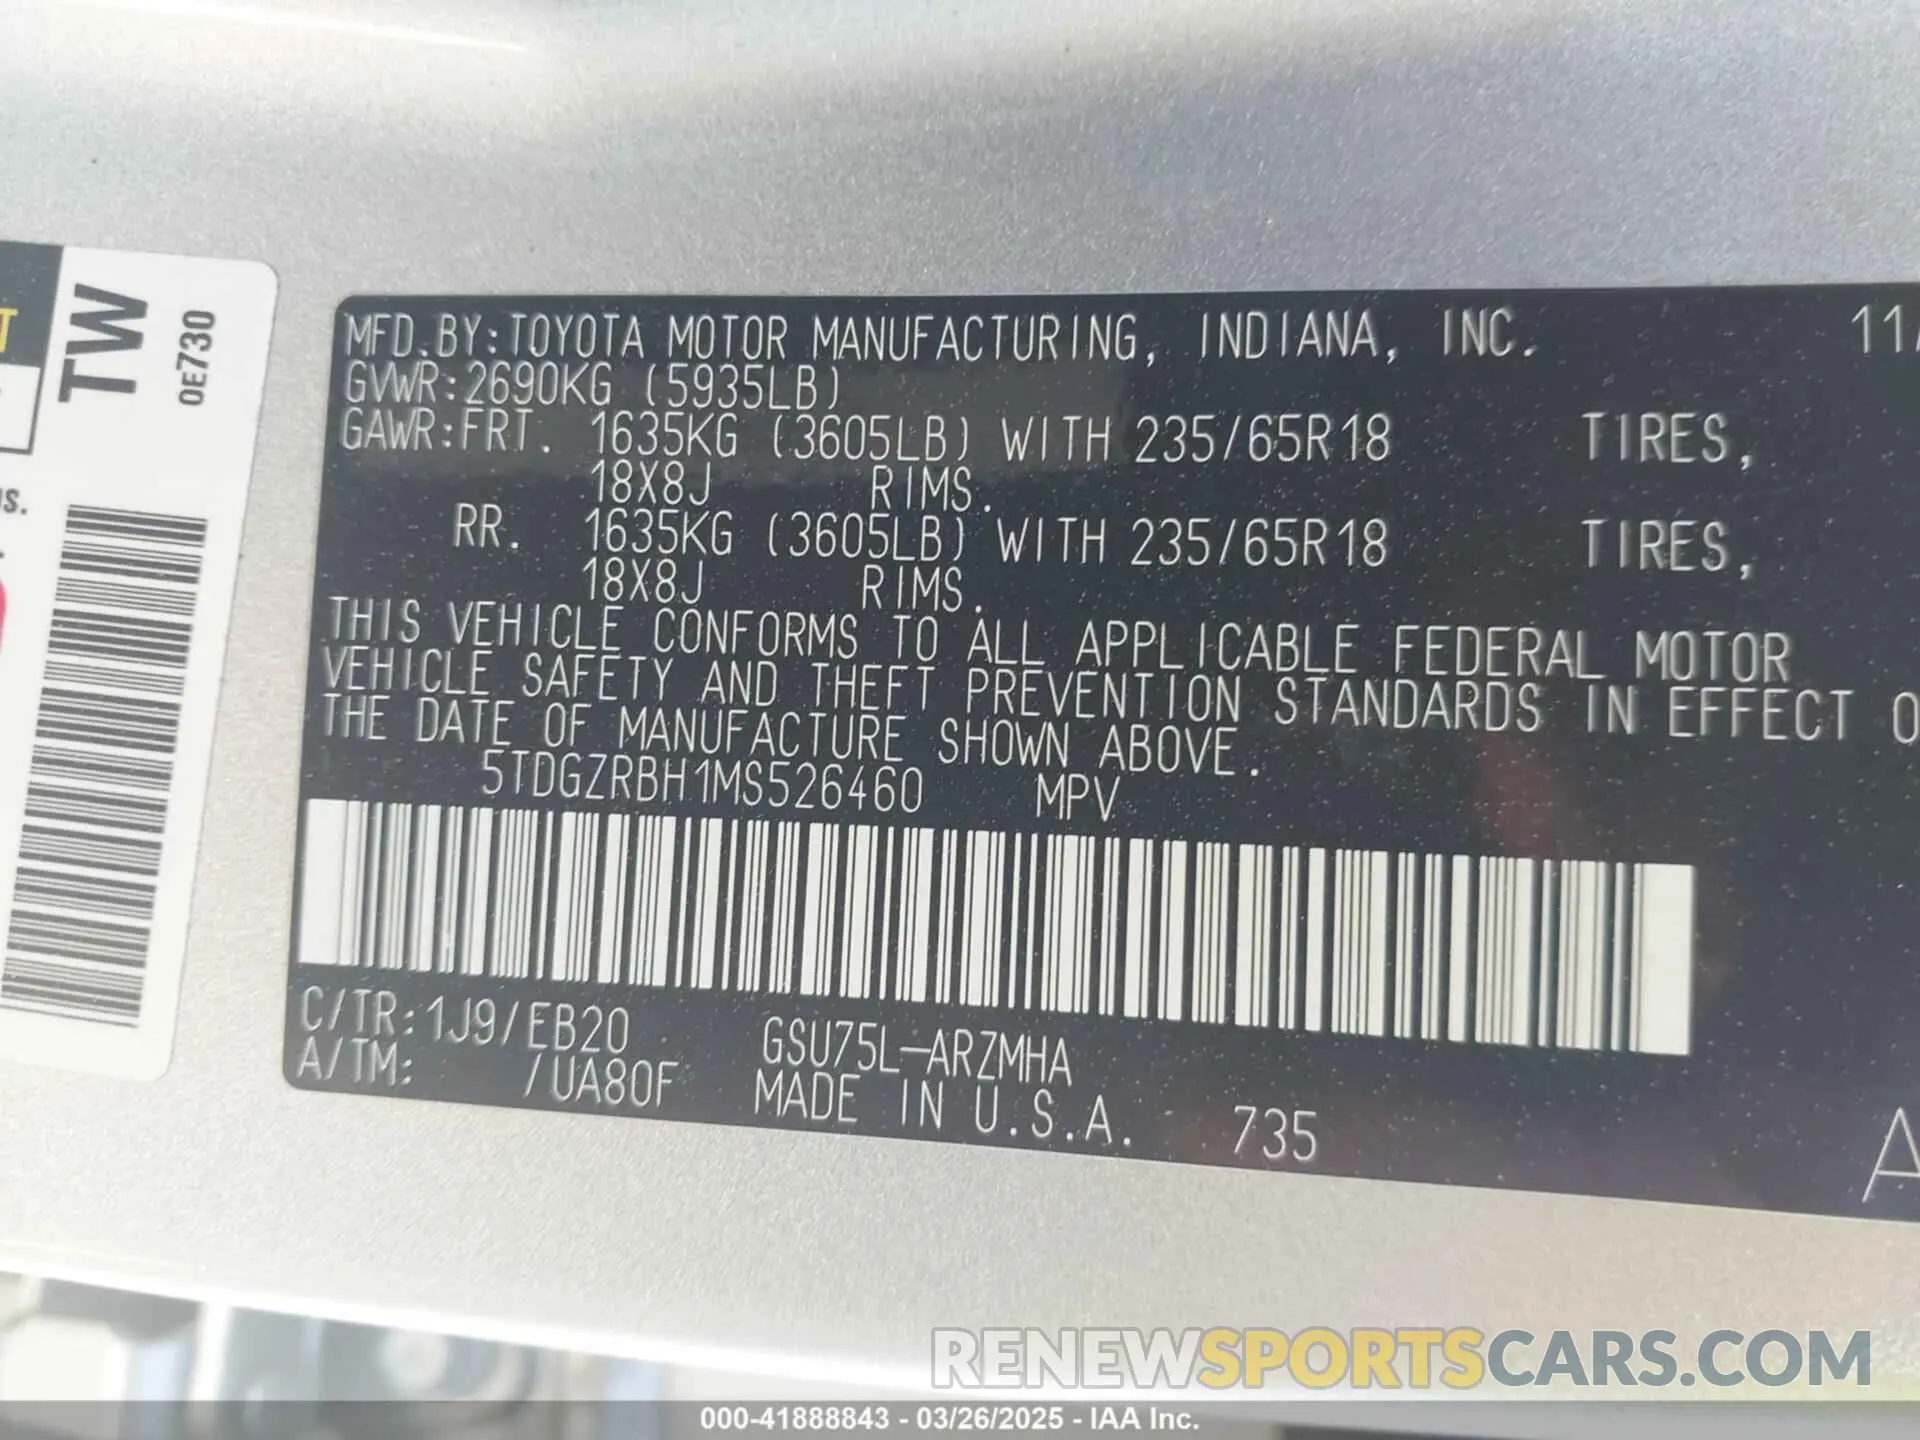 TW
0E730
T
MFD.BY:TOYOTA MOTOR MANUFACTURING, INDIANA, INC. 11/
GVWR:2690KG (5935LB)
GAWR:FRT. 1635KG (3605LB) WITH 235/65R18 TIRES,
18X8J RIMS.
RR. 1635KG (3605LB) WITH 235/65R18 TIRES,
18X8J RIMS.
THIS VEHICLE CONFORMS TO ALL APPLICABLE FEDERAL MOTOR
VEHICLE SAFETY AND THEFT PREVENTION STANDARDS IN EFFECT O
THE DATE OF MANUFACTURE SHOWN ABOVE.
5TDGZRBH1MS526460 MPV
C/TR:1J9/EB20 GSU75L-ARZMHA
A/TM: /UA80F MADE IN U.S.A. 735
A
RENEWSPORTSCARS.COM
000-41888843 - 03/26/2025 - IAA Inc.